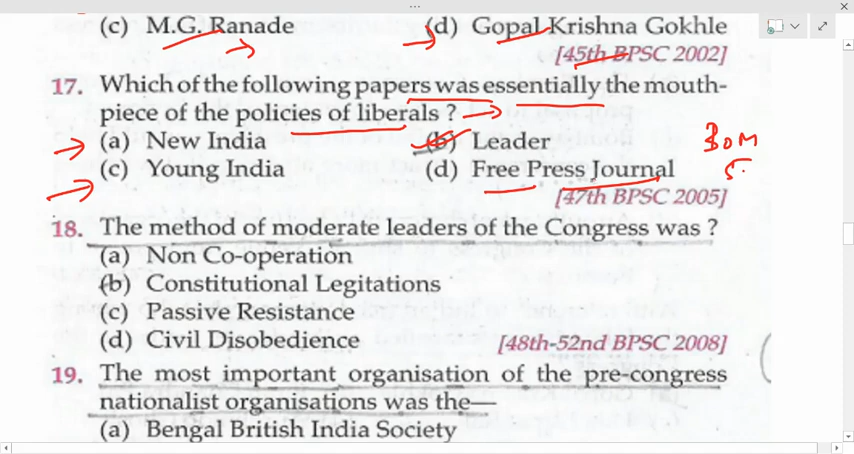 (c) M.G. Ranade (d) Gopal Krishna Gokhle
[45th BPSC 2002]
17. Which of the following papers was essentially the mouth-
piece of the policies of liberals ?
(a) New India (b) Leader
(c) Young India (d) Free Press Journal
BOM
[47th BPSC 2005]
18. The method of moderate leaders of the Congress was ?
(a) Non Co-operation
(b) Constitutional Legitations
(c) Passive Resistance
(d) Civil Disobedience [48th-52nd BPSC 2008]
19. The most important organisation of the pre-congress
nationalist organisations was the—
(a) Bengal British India Society